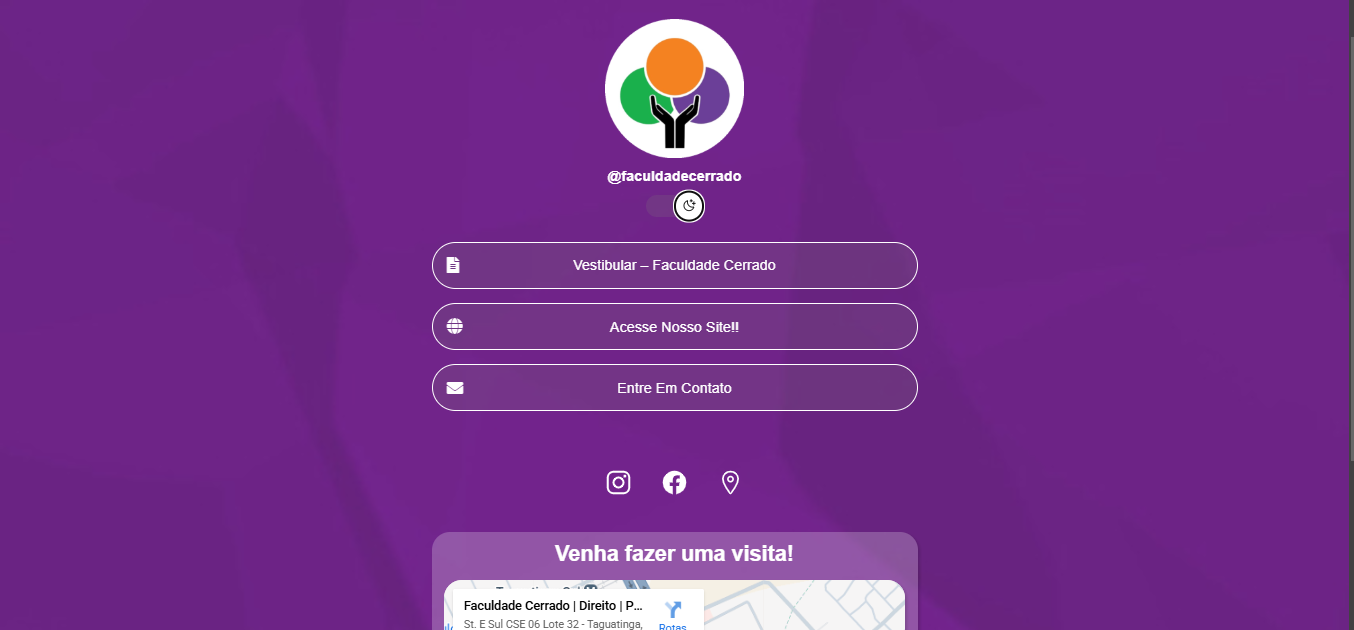 @faculdadecerrado
Vestibular – Faculdade Cerrado
Acesse Nosso Site!!
Entre Em Contato
Venha fazer uma visita!
Faculdade Cerrado | Direito | P...
St. E Sul CSE 06 Lote 32 - Taguatinga,
Rotas